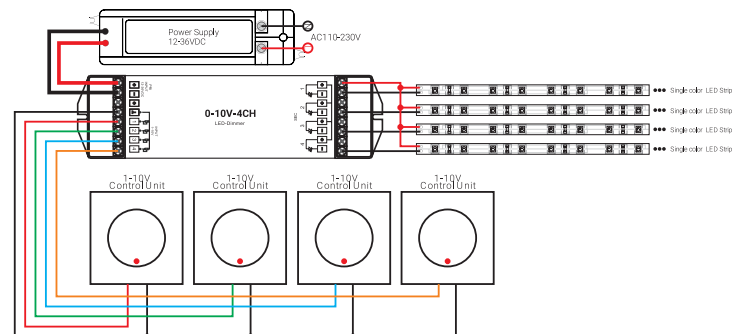 Power Supply
12-36VDC
AC110-230V
0-10V-4CH
LED-Dimmer
1
2
3
4
Single color LED Strip
Single color LED Strip
Single color LED Strip
Single color LED Strip
1-10V
Control Unit
1-10V
Control Unit
1-10V
Control Unit
1-10V
Control Unit